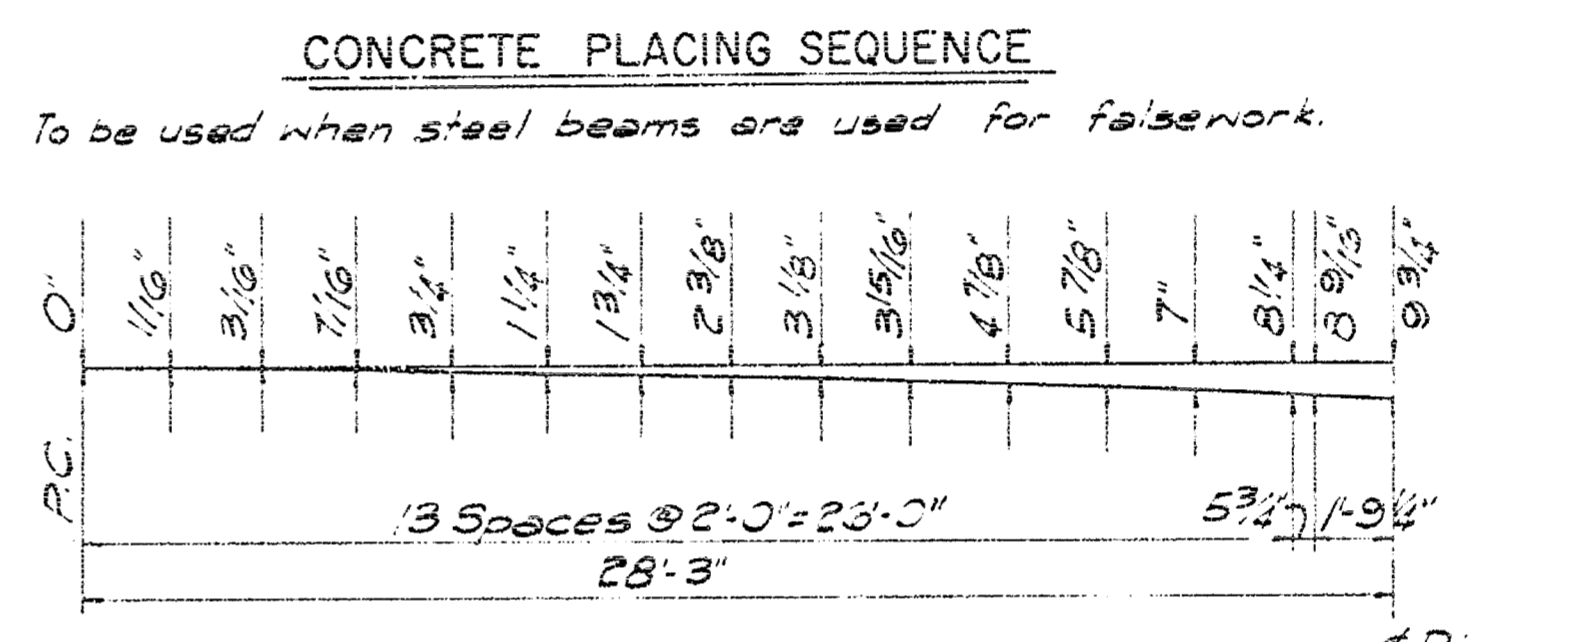 CONCRETE PLACING SEQUENCE
To be used when steel beams are used for falsework.
0" 1/16" 3/16" 7/16" 3/4" 1 1/4" 1 3/4" 2 3/8" 3 1/8" 3 15/16" 4 7/8" 5 7/8" 7" 8 1/4" 8 9/16" 9 3/4"
P.C.
13 Spaces @ 2'-0" = 26'-0" 5 3/4" 1'-9 1/4"
28'-3"